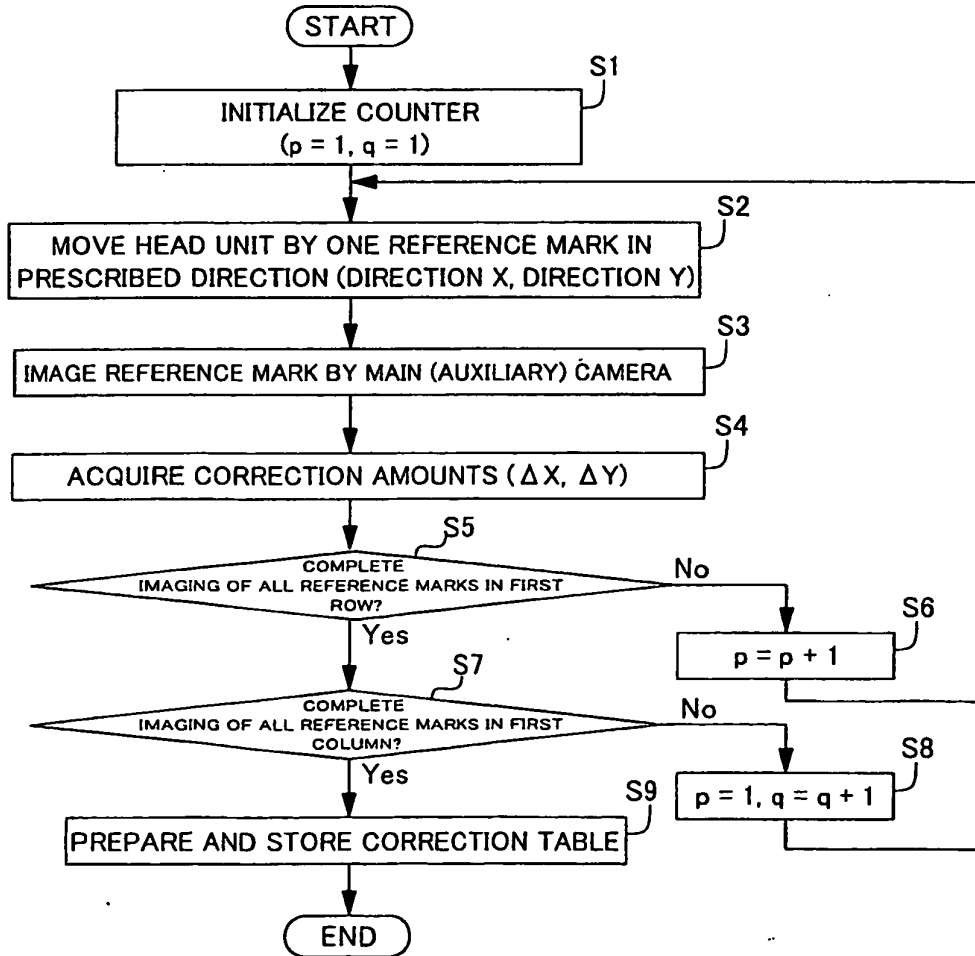 START
S1
INITIALIZE COUNTER
(p = 1, q = 1)
S2
MOVE HEAD UNIT BY ONE REFERENCE MARK IN
PRESCRIBED DIRECTION (DIRECTION X, DIRECTION Y)
S3
IMAGE REFERENCE MARK BY MAIN (AUXILIARY) CAMERA
S4
ACQUIRE CORRECTION AMOUNTS (ΔX, ΔY)
S5
COMPLETE
IMAGING OF ALL REFERENCE MARKS IN FIRST
ROW?
No
Yes
S6
p = p + 1
S7
COMPLETE
IMAGING OF ALL REFERENCE MARKS IN FIRST
COLUMN?
No
Yes
S8
p = 1, q = q + 1
S9
PREPARE AND STORE CORRECTION TABLE
END